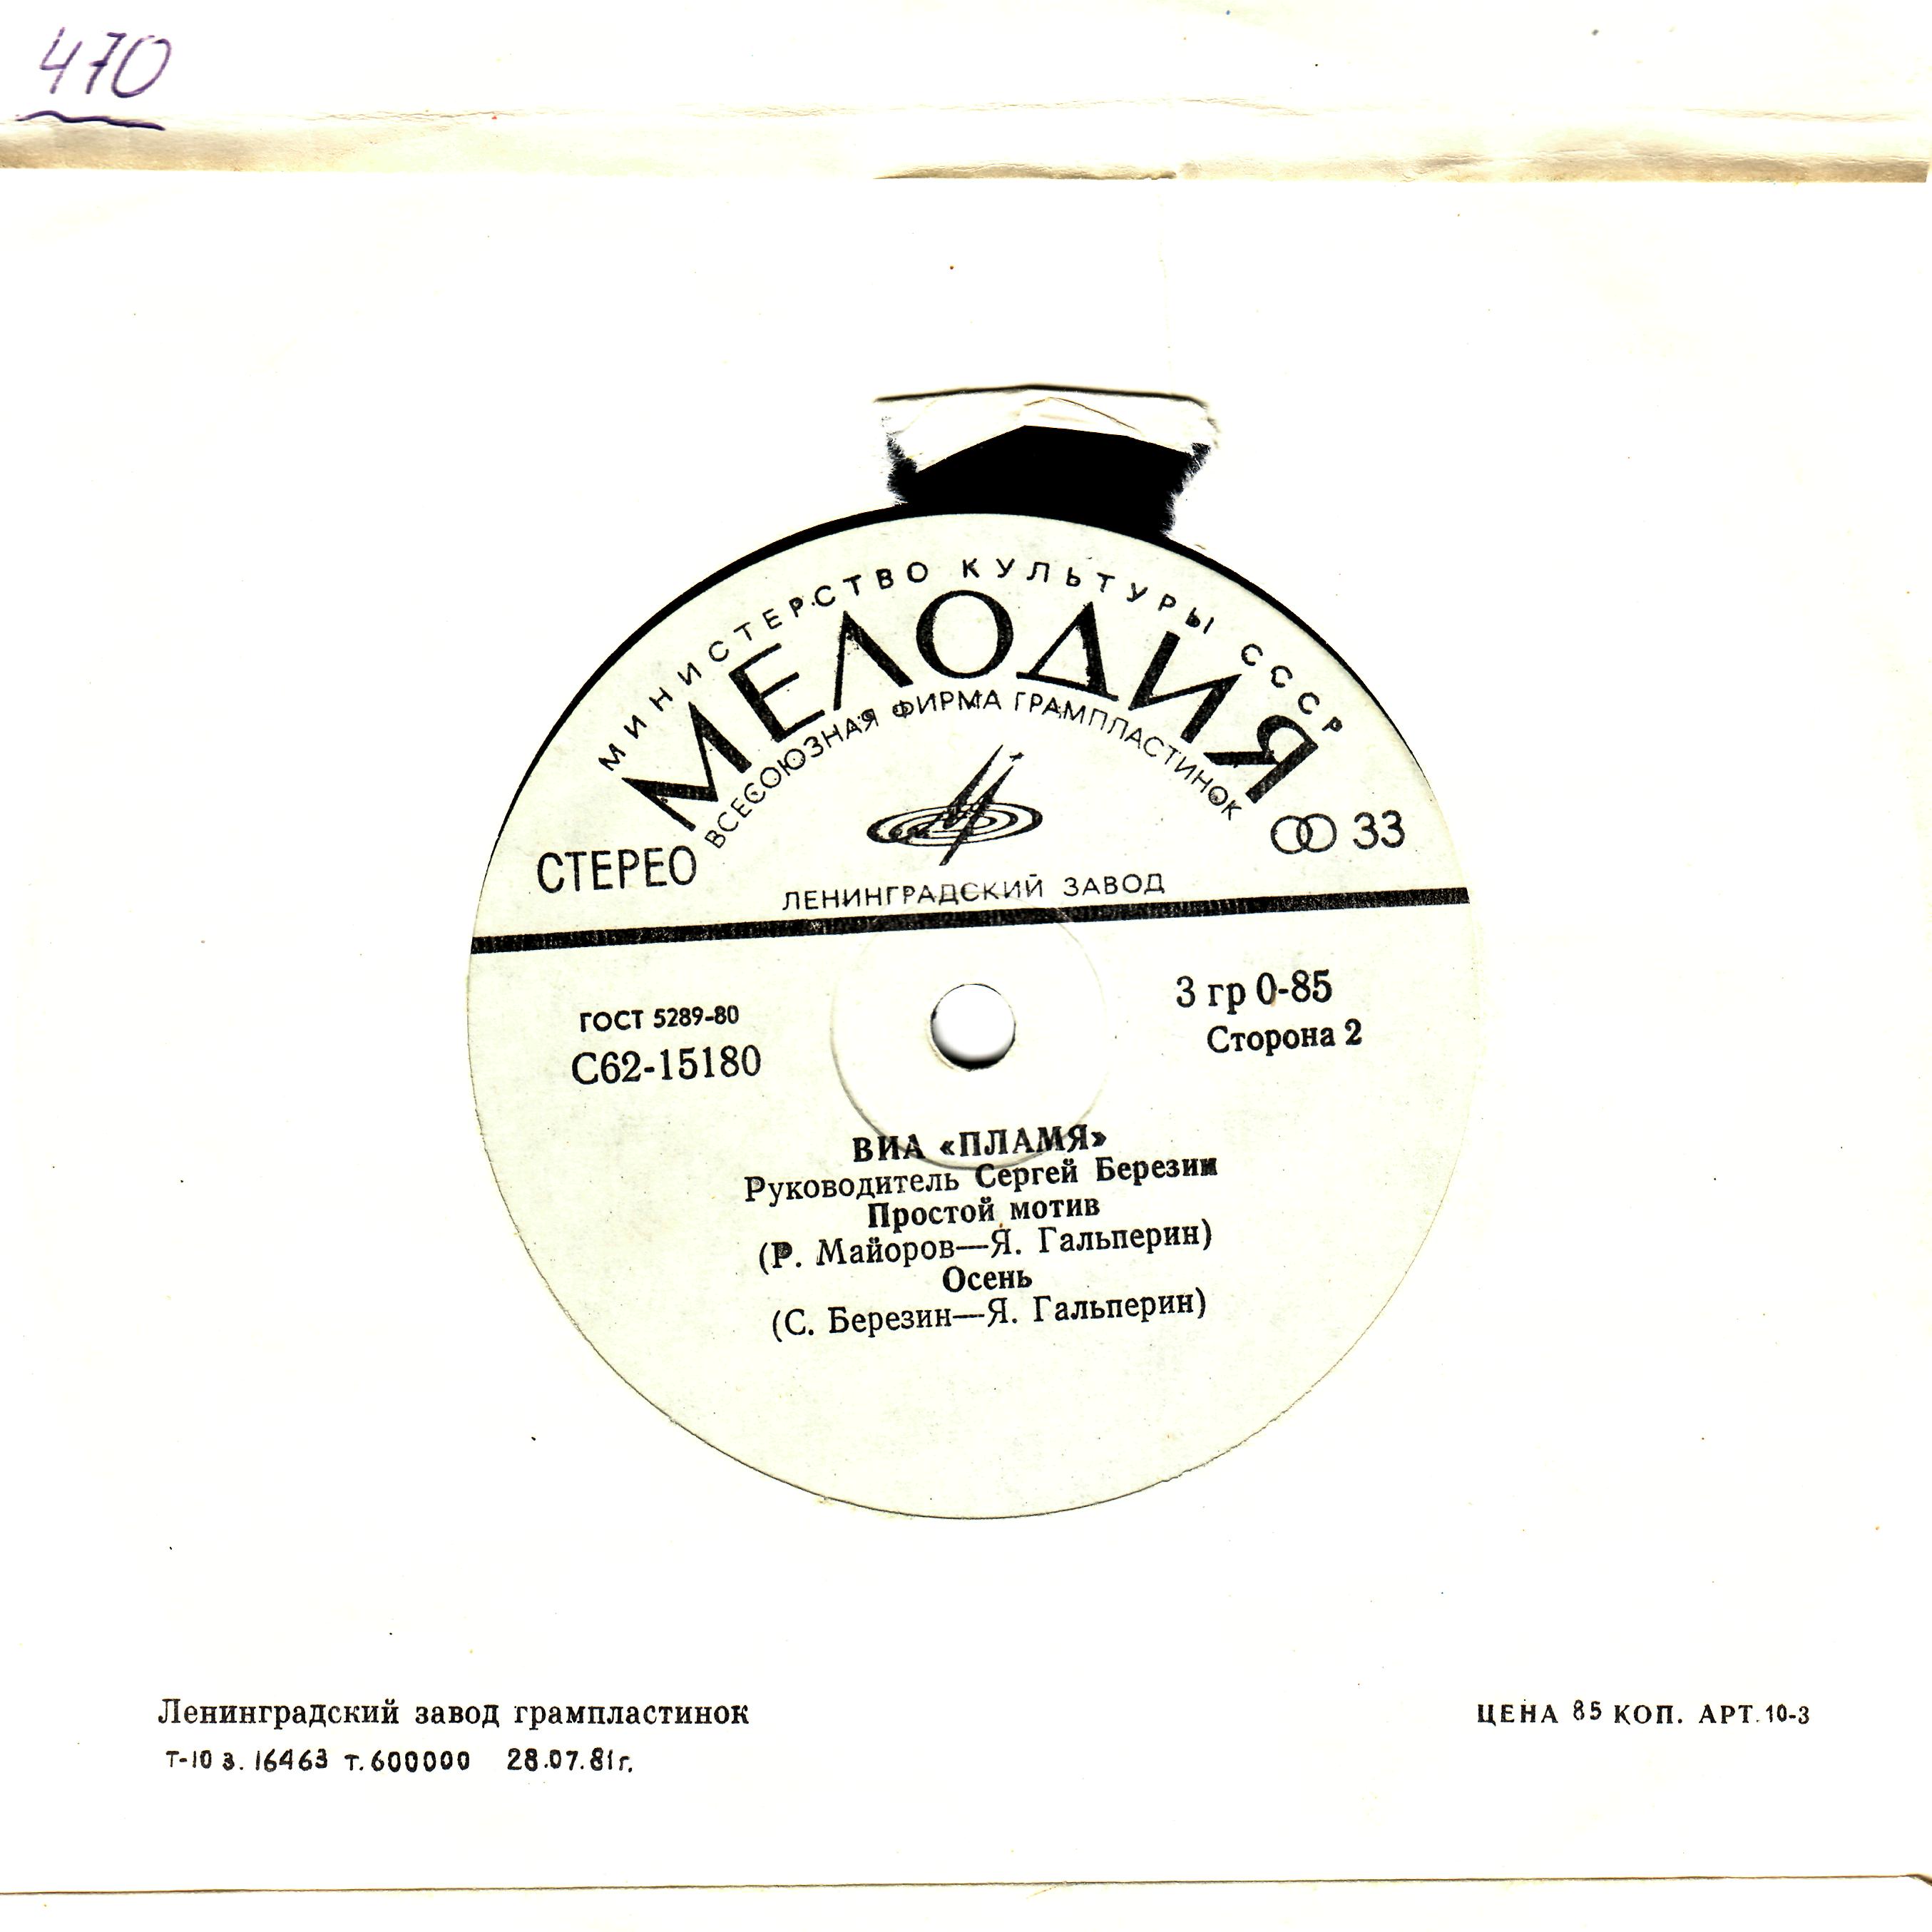 470
МИНИСТЕРСТВО КУЛЬТУРЫ СССР
МЕЛОДИЯ
ВСЕСОЮЗНАЯ ФИРМА ГРАМПЛАСТИНОК
СТЕРЕО
33
ЛЕНИНГРАДСКИЙ ЗАВОД
ГОСТ 5289-80
С62-15180
3 гр 0-85
Сторона 2
ВИА «ПЛАМЯ»
Руководитель Сергей Березин
Простой мотив
(Р. Майоров—Я. Гальперин)
Осень
(С. Березин—Я. Гальперин)
Ленинградский завод грампластинок
Т-10 з. 16463 т. 600000 28.07.81г.
ЦЕНА 85 КОП. АРТ. 10-3